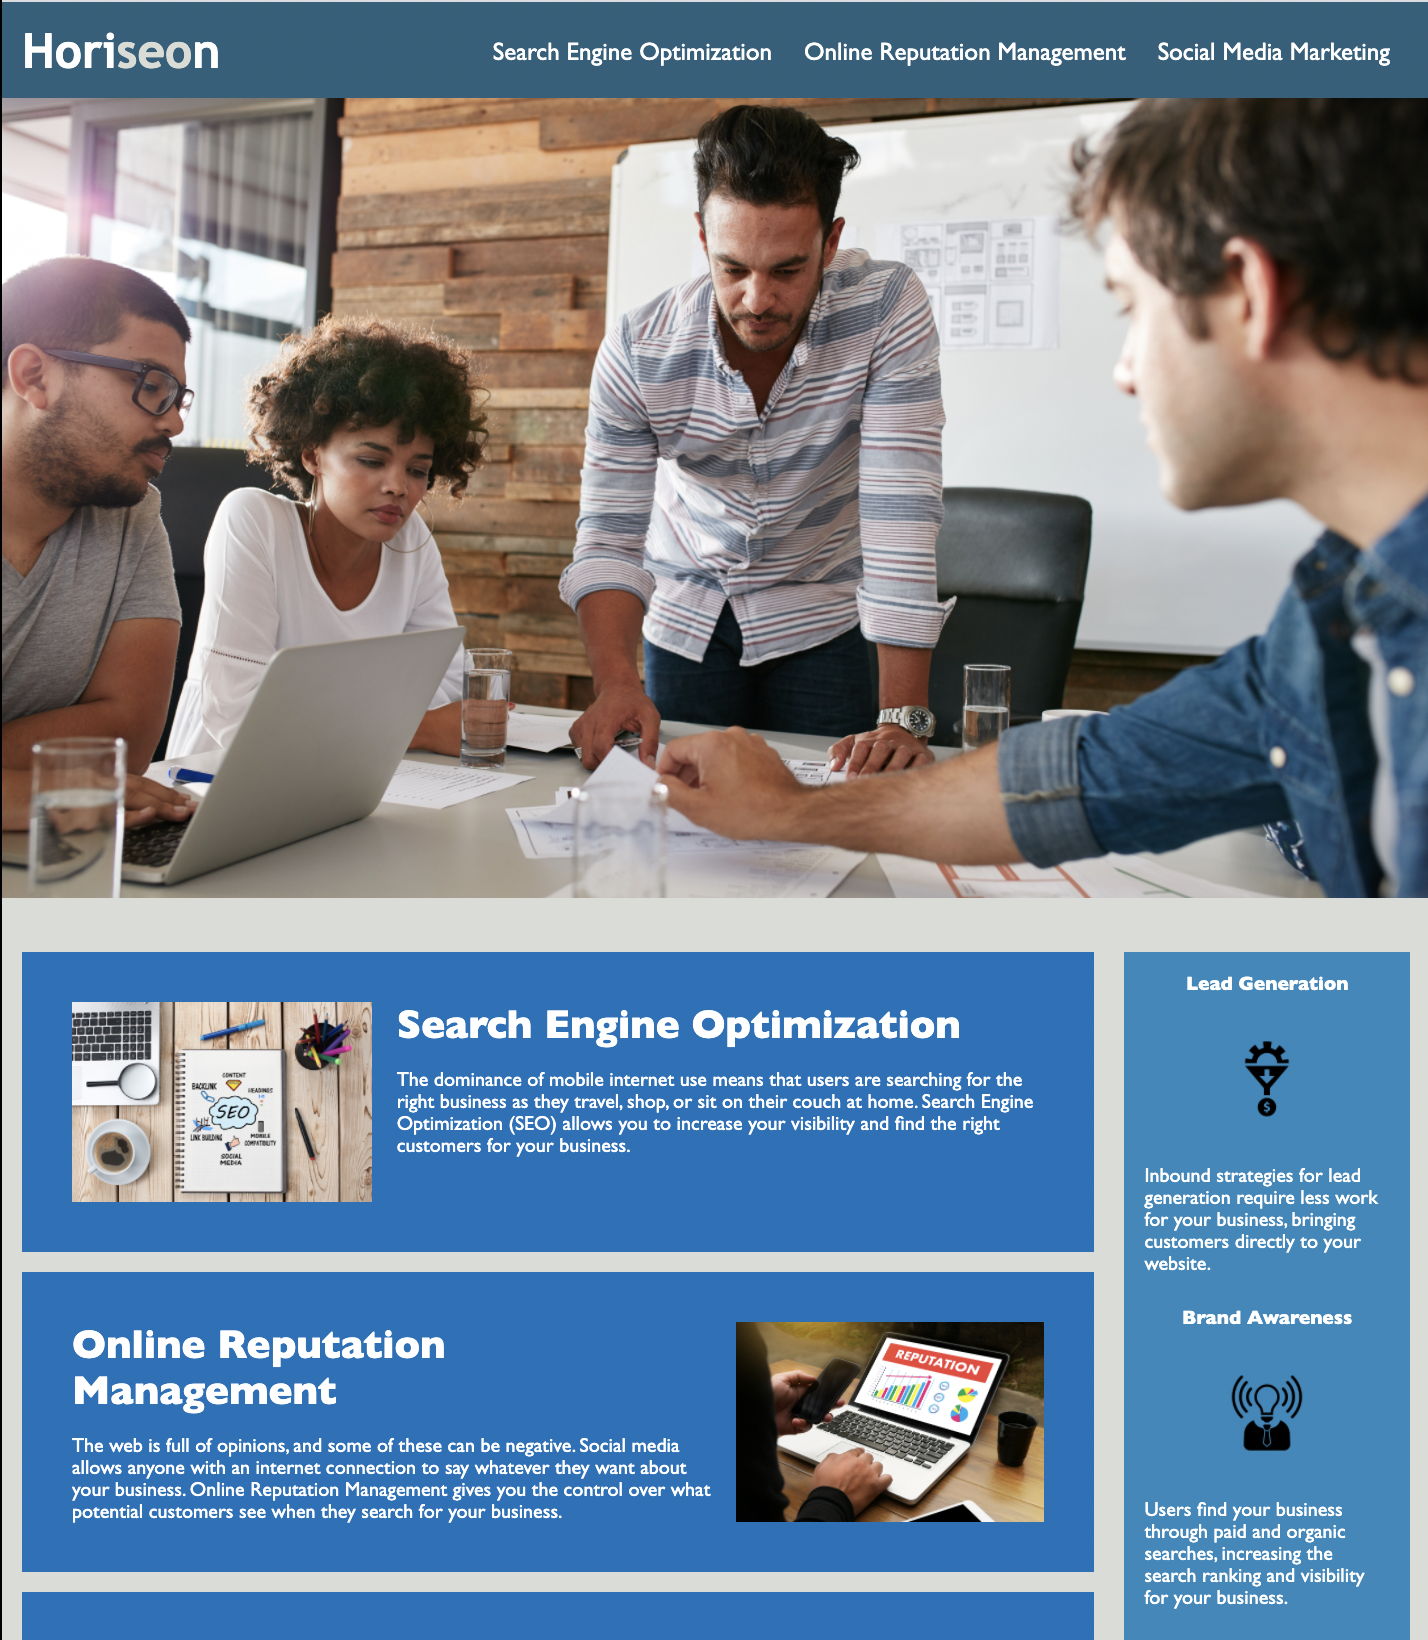 Horiseon
Search Engine Optimization
Online Reputation Management
Social Media Marketing
CONTENT
BACKLINK
HEADINGS
SEO
LINK BUILDING
MOBILE
COMPATIBILITY
SOCIAL
MEDIA
Search Engine Optimization
The dominance of mobile internet use means that users are searching for the
right business as they travel, shop, or sit on their couch at home. Search Engine
Optimization (SEO) allows you to increase your visibility and find the right
customers for your business.
Online Reputation
Management
The web is full of opinions, and some of these can be negative. Social media
allows anyone with an internet connection to say whatever they want about
your business. Online Reputation Management gives you the control over what
potential customers see when they search for your business.
REPUTATION
Lead Generation
$
Inbound strategies for lead
generation require less work
for your business, bringing
customers directly to your
website.
Brand Awareness
Users find your business
through paid and organic
searches, increasing the
search ranking and visibility
for your business.